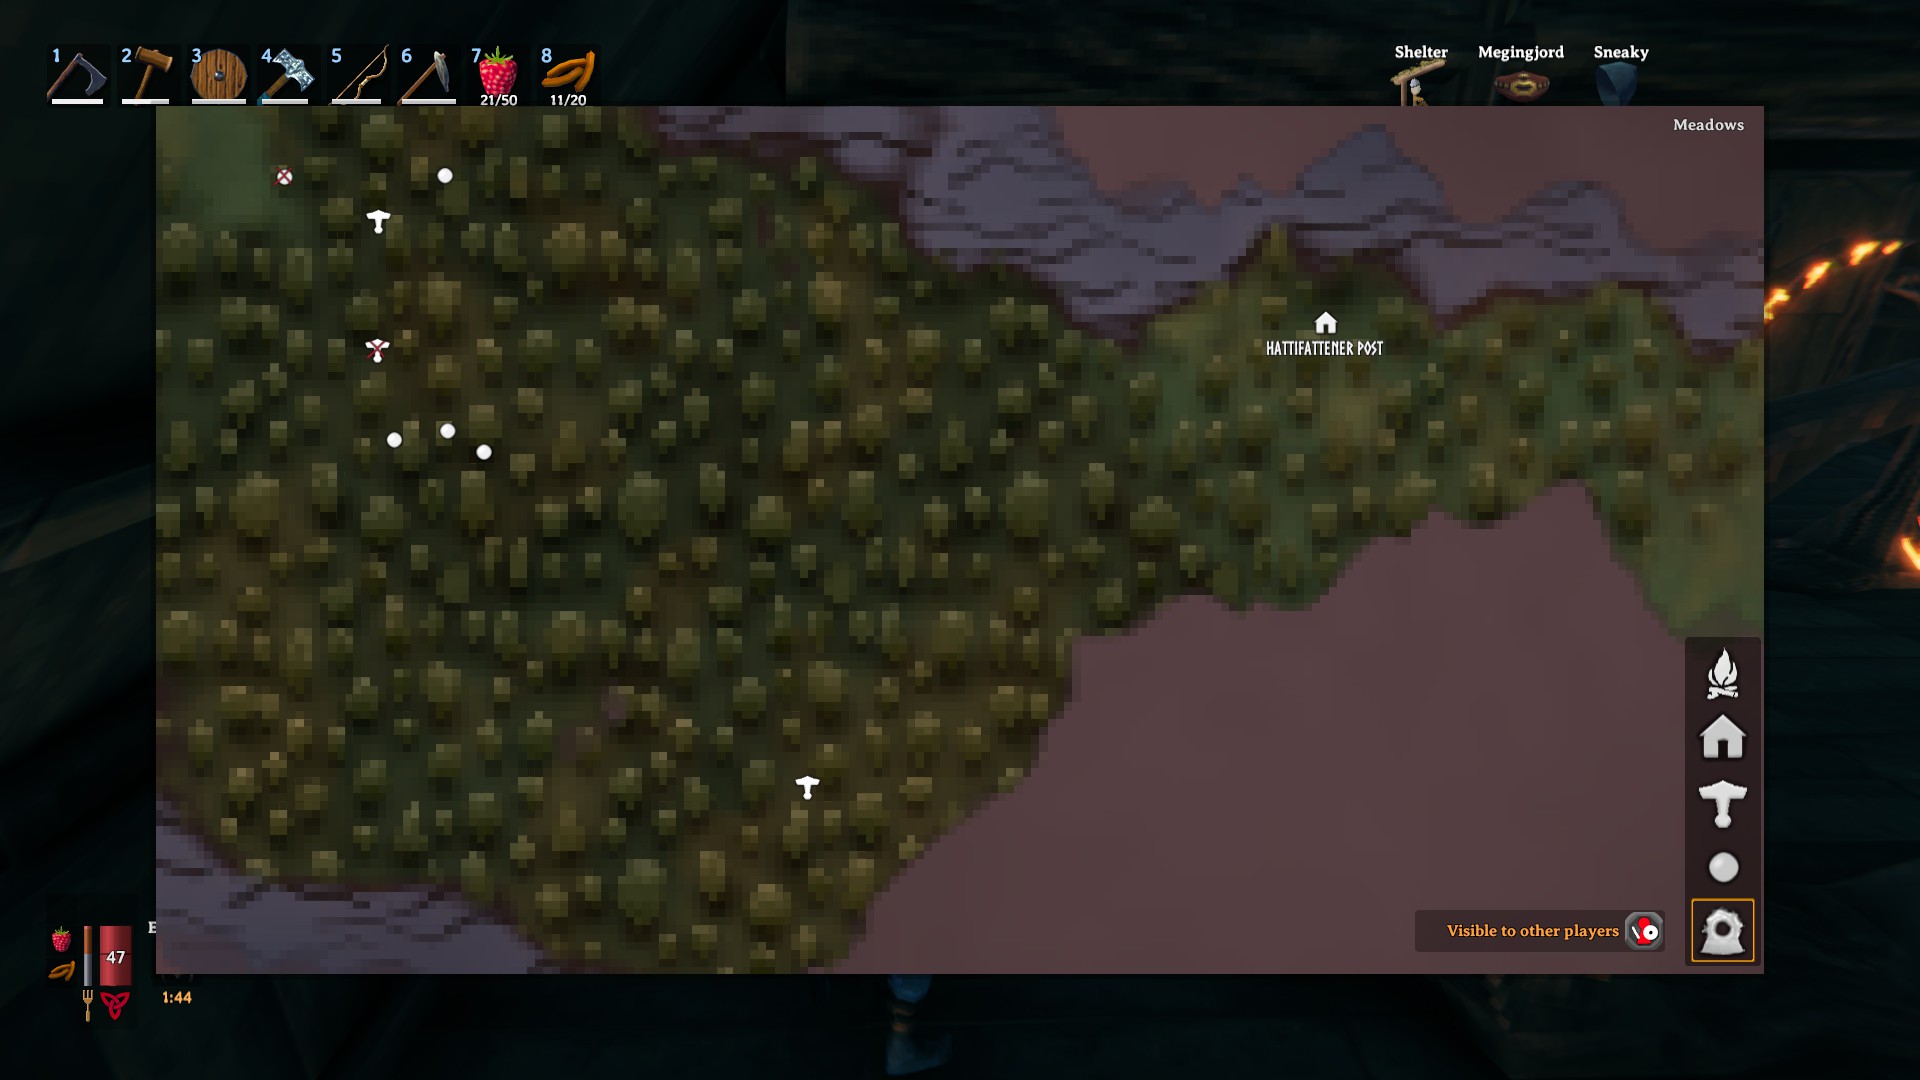 1 2 3 4 5 6 7 8
21/50 11/20
Shelter Megingjord Sneaky
Meadows
HATTIFATTENER POST
Visible to other players
47
1:44